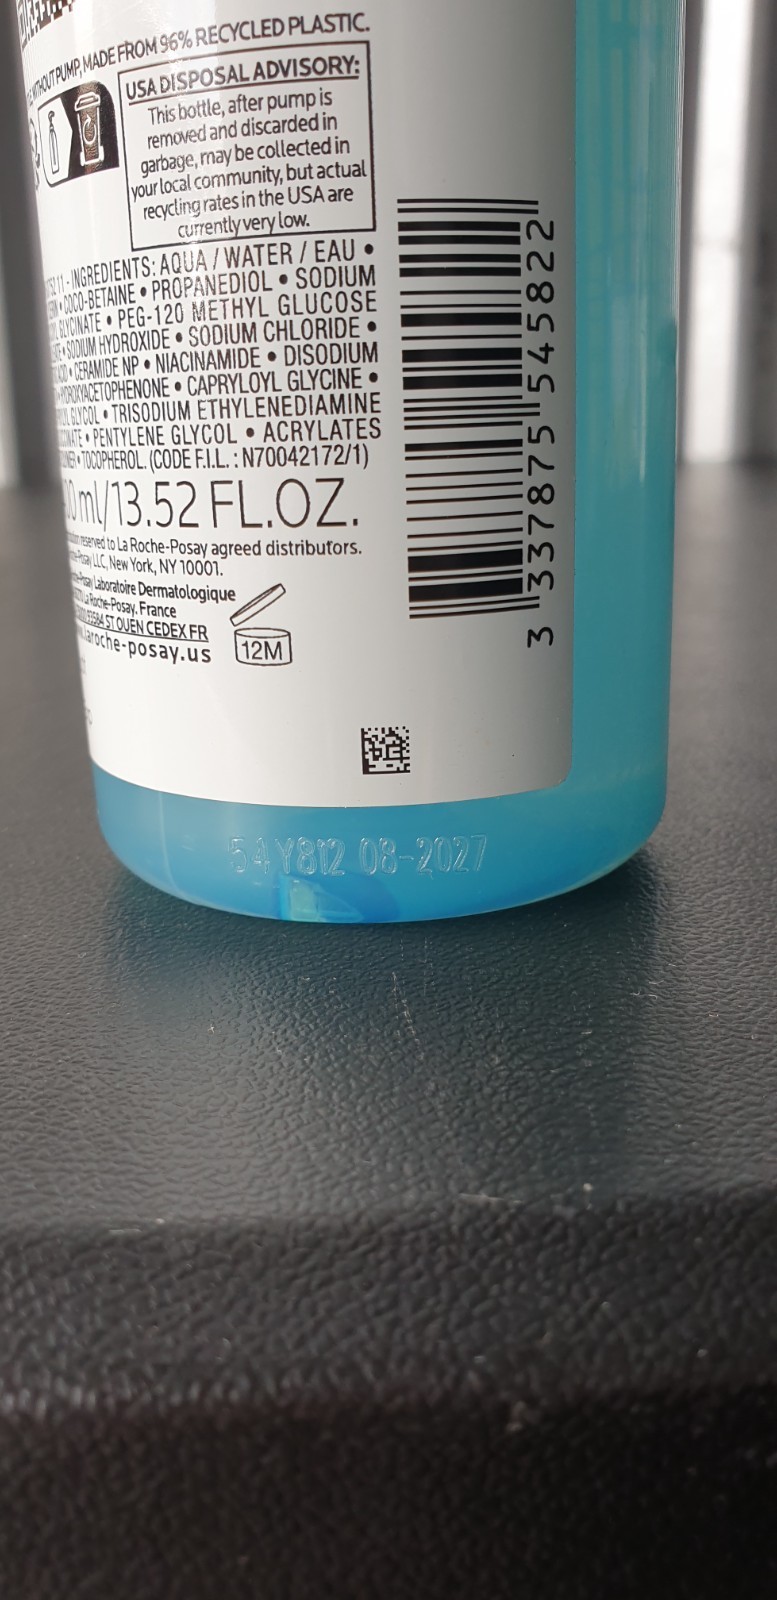 WITHOUT PUMP, MADE FROM 96% RECYCLED PLASTIC.
USA DISPOSAL ADVISORY:
This bottle, after pump is
removed and discarded in
garbage, may be collected in
your local community, but actual
recycling rates in the USA are
currently very low.
11 - INGREDIENTS: AQUA / WATER / EAU •
• COCO-BETAINE • PROPANEDIOL • SODIUM
GLYCINATE • PEG-120 METHYL GLUCOSE
• SODIUM HYDROXIDE • SODIUM CHLORIDE •
• CERAMIDE NP • NIACINAMIDE • DISODIUM
• CAPRYLOYL GLYCINE •
GLYCOL • TRISODIUM ETHYLENEDIAMINE
• PENTYLENE GLYCOL • ACRYLATES
• TOCOPHEROL. (CODE F.I.L. : N70042172/1)
ml/13.52 FL.OZ.
reserved to La Roche-Posay agreed distributors.
LLC, New York, NY 10001.
Laboratoire Dermatologique
La Roche-Posay. France
ST OUEN CEDEX FR
roche-posay.us
12M
3 337875 545822
54Y812 08-2027